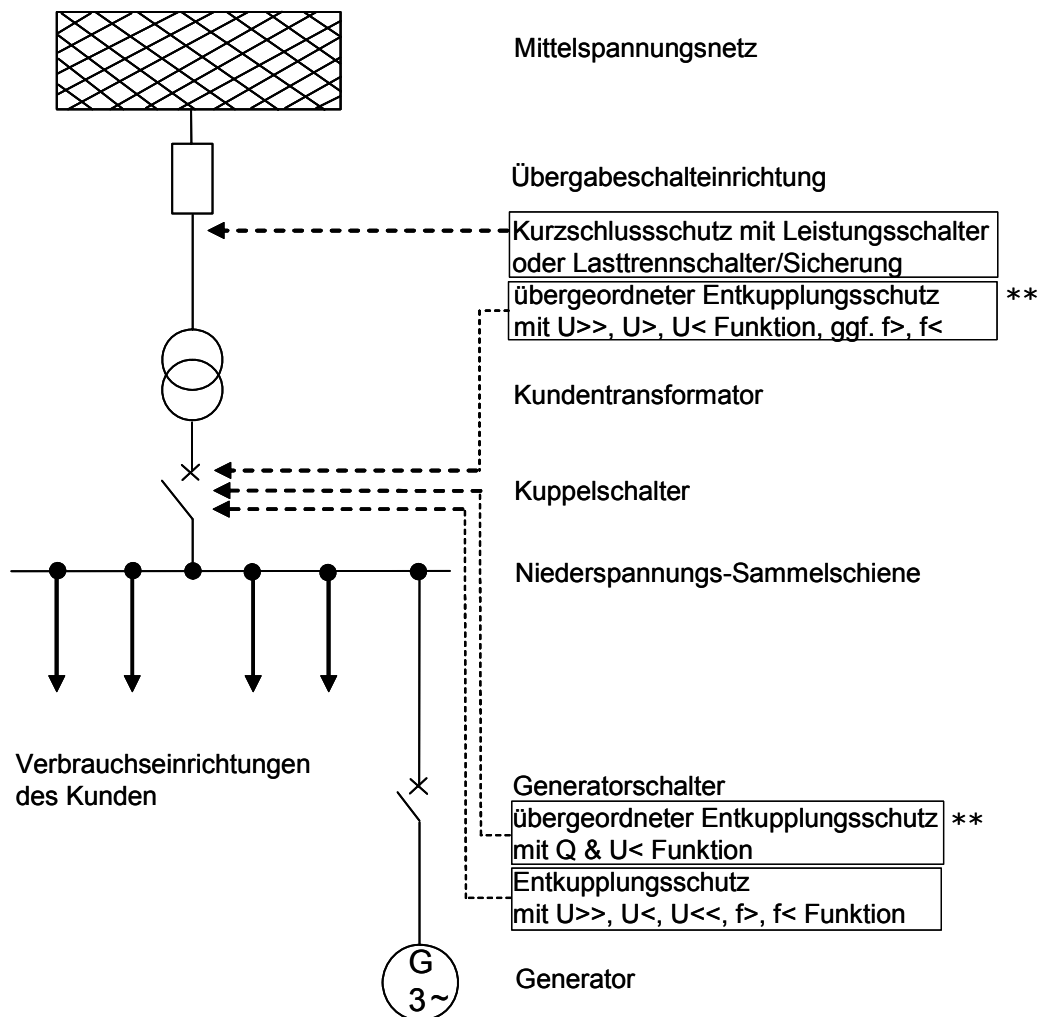 Mittelspannungsnetz
Übergabeschalteinrichtung
Kurzschlussschutz mit Leistungsschalter
oder Lasttrennschalter/Sicherung
übergeordneter Entkupplungsschutz **
mit U>>, U>, U< Funktion, ggf. f>, f<
Kundentransformator
Kuppelschalter
Niederspannungs-Sammelschiene
Verbrauchseinrichtungen
des Kunden
Generatorschalter
übergeordneter Entkupplungsschutz **
mit Q & U< Funktion
Entkupplungsschutz
mit U>>, U<, U<<, f>, f< Funktion
G
3~
Generator